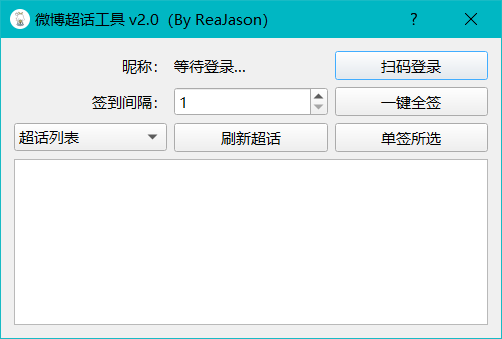 微博超话工具 v2.0（By ReaJason） ?
昵称： 等待登录... 扫码登录
签到间隔： 1 一键全签
超话列表 刷新超话 单签所选